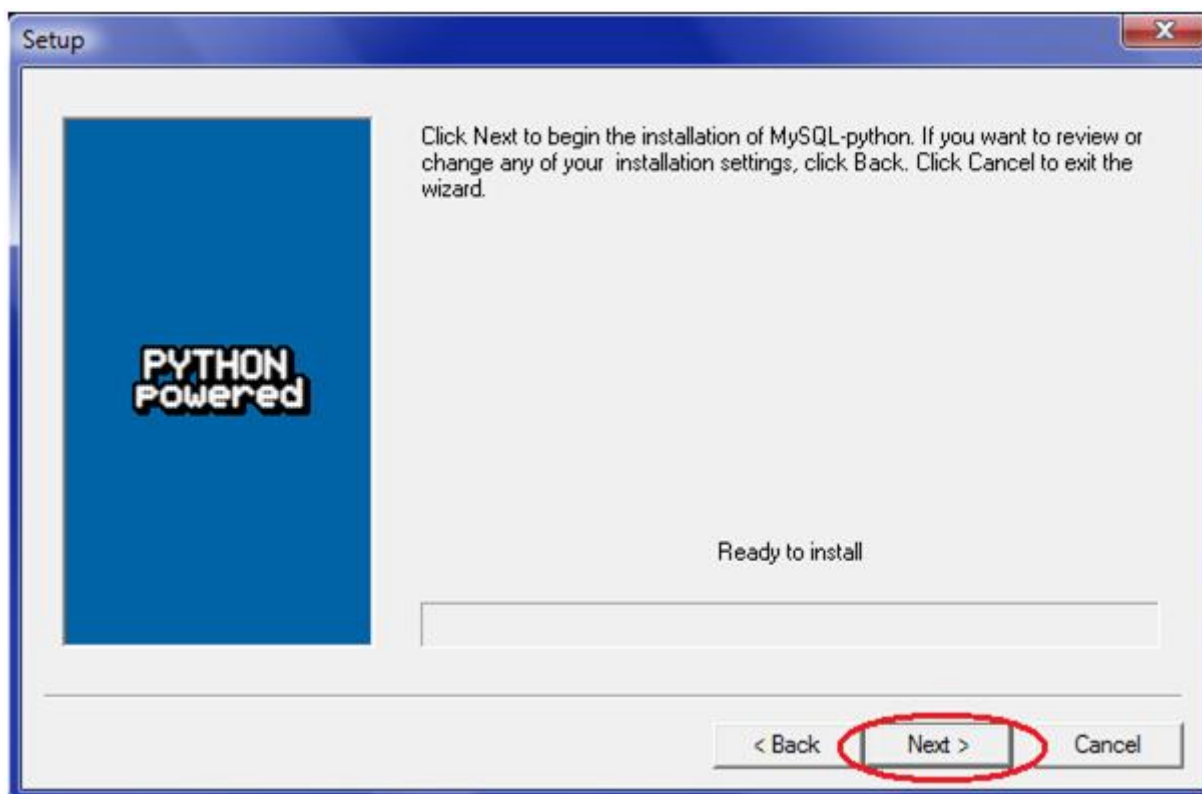 Setup
Click Next to begin the installation of MySQL-python. If you want to review or
change any of your installation settings, click Back. Click Cancel to exit the
wizard.
PYTHON
powered
Ready to install
< Back
Next >
Cancel